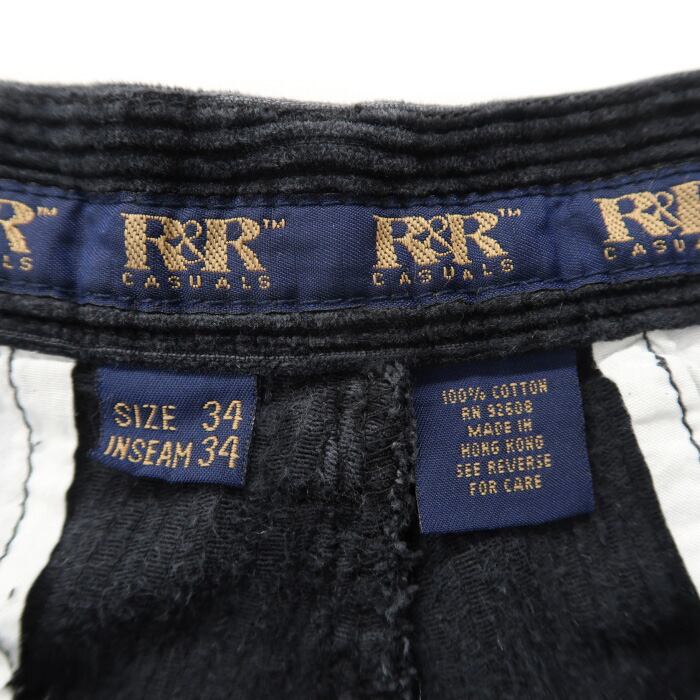 R&R™ R&R™ R&R
LS CASUALS CASUALS CASUALS
SIZE 34
INSEAM 34
100% COTTON
RN 92608
MADE IN
HONG KONG
SEE REVERSE
FOR CARE